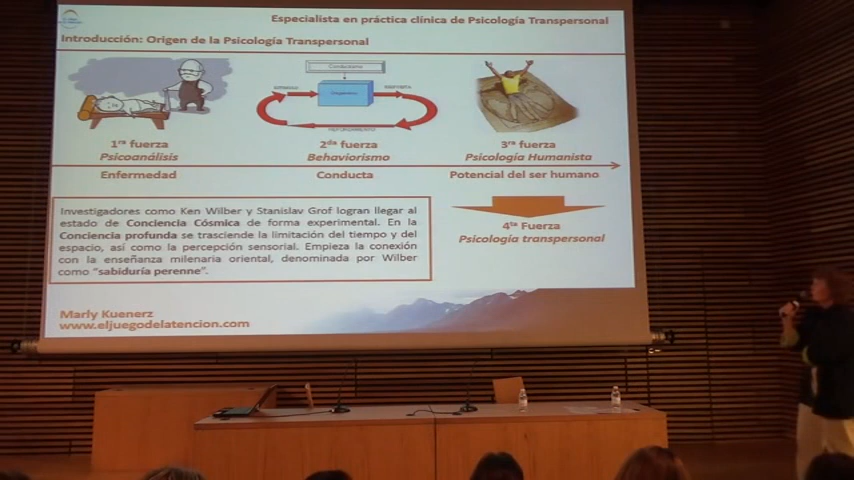 Especialista en práctica clínica de Psicología Transpersonal
Introducción: Origen de la Psicología Transpersonal
Conductismo
REFORZAMIENTO
1ra fuerza
Psicoanálisis
Enfermedad
2da fuerza
Behaviorismo
Conducta
3ra fuerza
Psicología Humanista
Potencial del ser humano
4ta Fuerza
Psicología transpersonal
Investigadores como Ken Wilber y Stanislav Grof logran llegar al
estado de Conciencia Cósmica de forma experimental. En la
Conciencia profunda se trasciende la limitación del tiempo y del
espacio, así como la percepción sensorial. Empieza la conexión
con la enseñanza milenaria oriental, denominada por Wilber
como "sabiduría perenne".
Marly Kuenerz
www.eljuegodelatencion.com